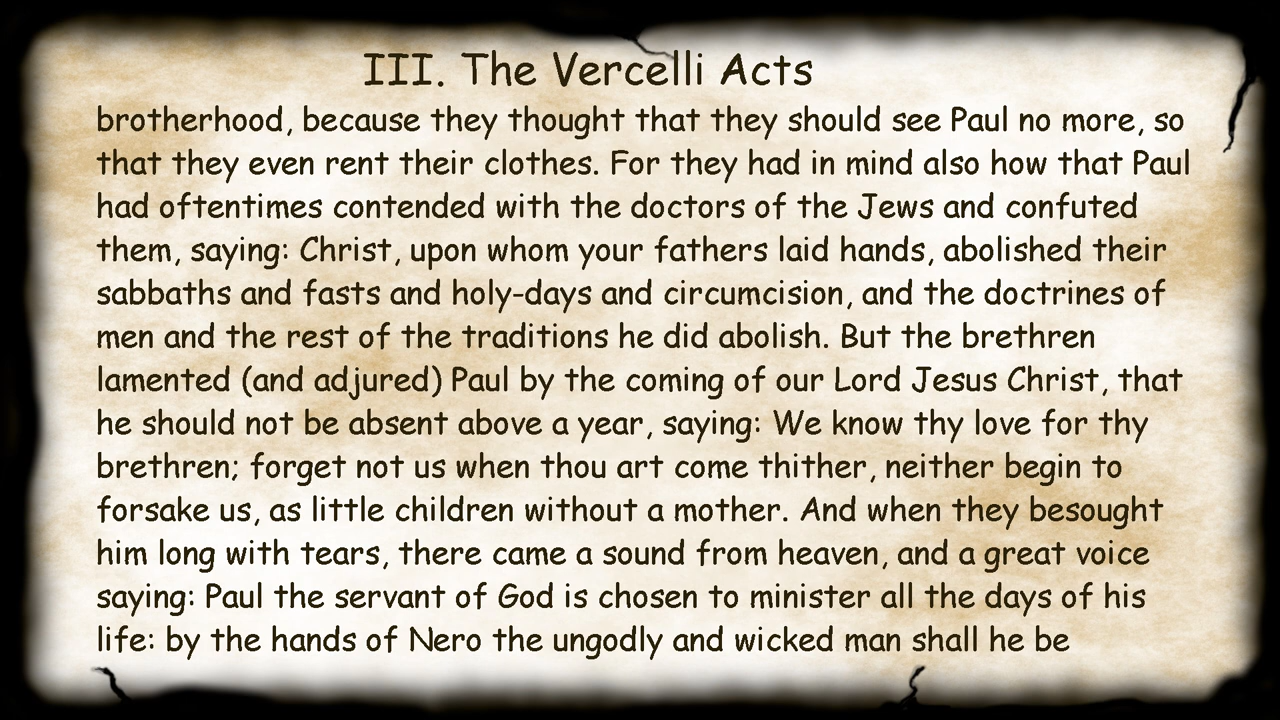 III. The Vercelli Acts
brotherhood, because they thought that they should see Paul no more, so
that they even rent their clothes. For they had in mind also how that Paul
had oftentimes contended with the doctors of the Jews and confuted
them, saying: Christ, upon whom your fathers laid hands, abolished their
sabbaths and fasts and holy-days and circumcision, and the doctrines of
men and the rest of the traditions he did abolish. But the brethren
lamented (and adjured) Paul by the coming of our Lord Jesus Christ, that
he should not be absent above a year, saying: We know thy love for thy
brethren; forget not us when thou art come thither, neither begin to
forsake us, as little children without a mother. And when they besought
him long with tears, there came a sound from heaven, and a great voice
saying: Paul the servant of God is chosen to minister all the days of his
life: by the hands of Nero the ungodly and wicked man shall he be